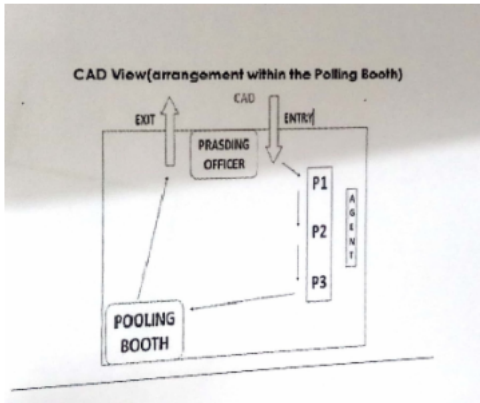 CAD View(arrangement within the Polling Booth)
CAD
EXIT
ENTRY
PRASDING
OFFICER
P1
P2
P3
AGENT
POOLING
BOOTH